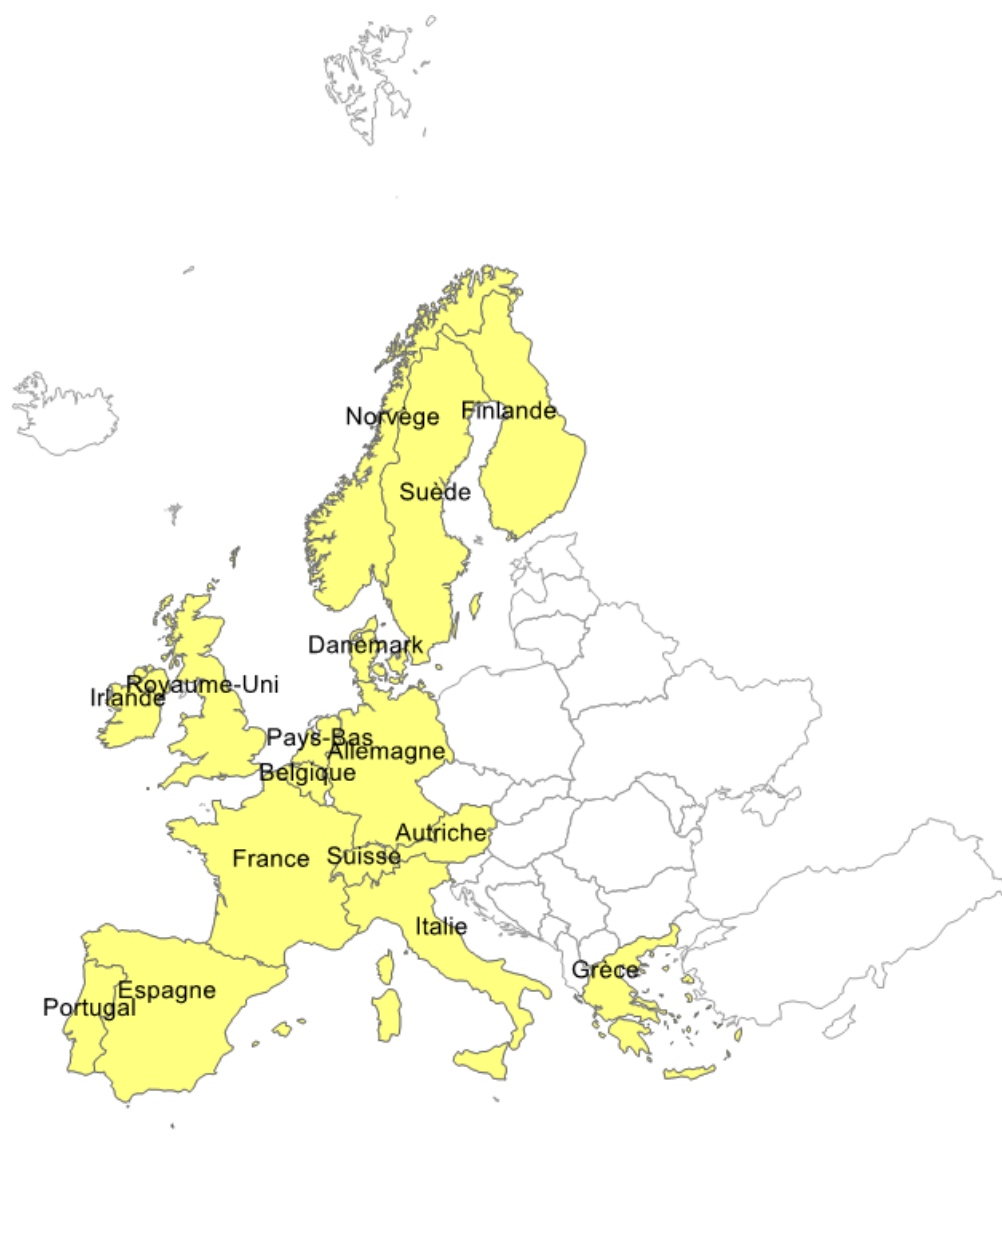 Norvège
Finlande
Suède
Danemark
Royaume-Uni
Irlande
Pays-Bas
Allemagne
Belgique
Autriche
France
Suisse
Italie
Grèce
Espagne
Portugal